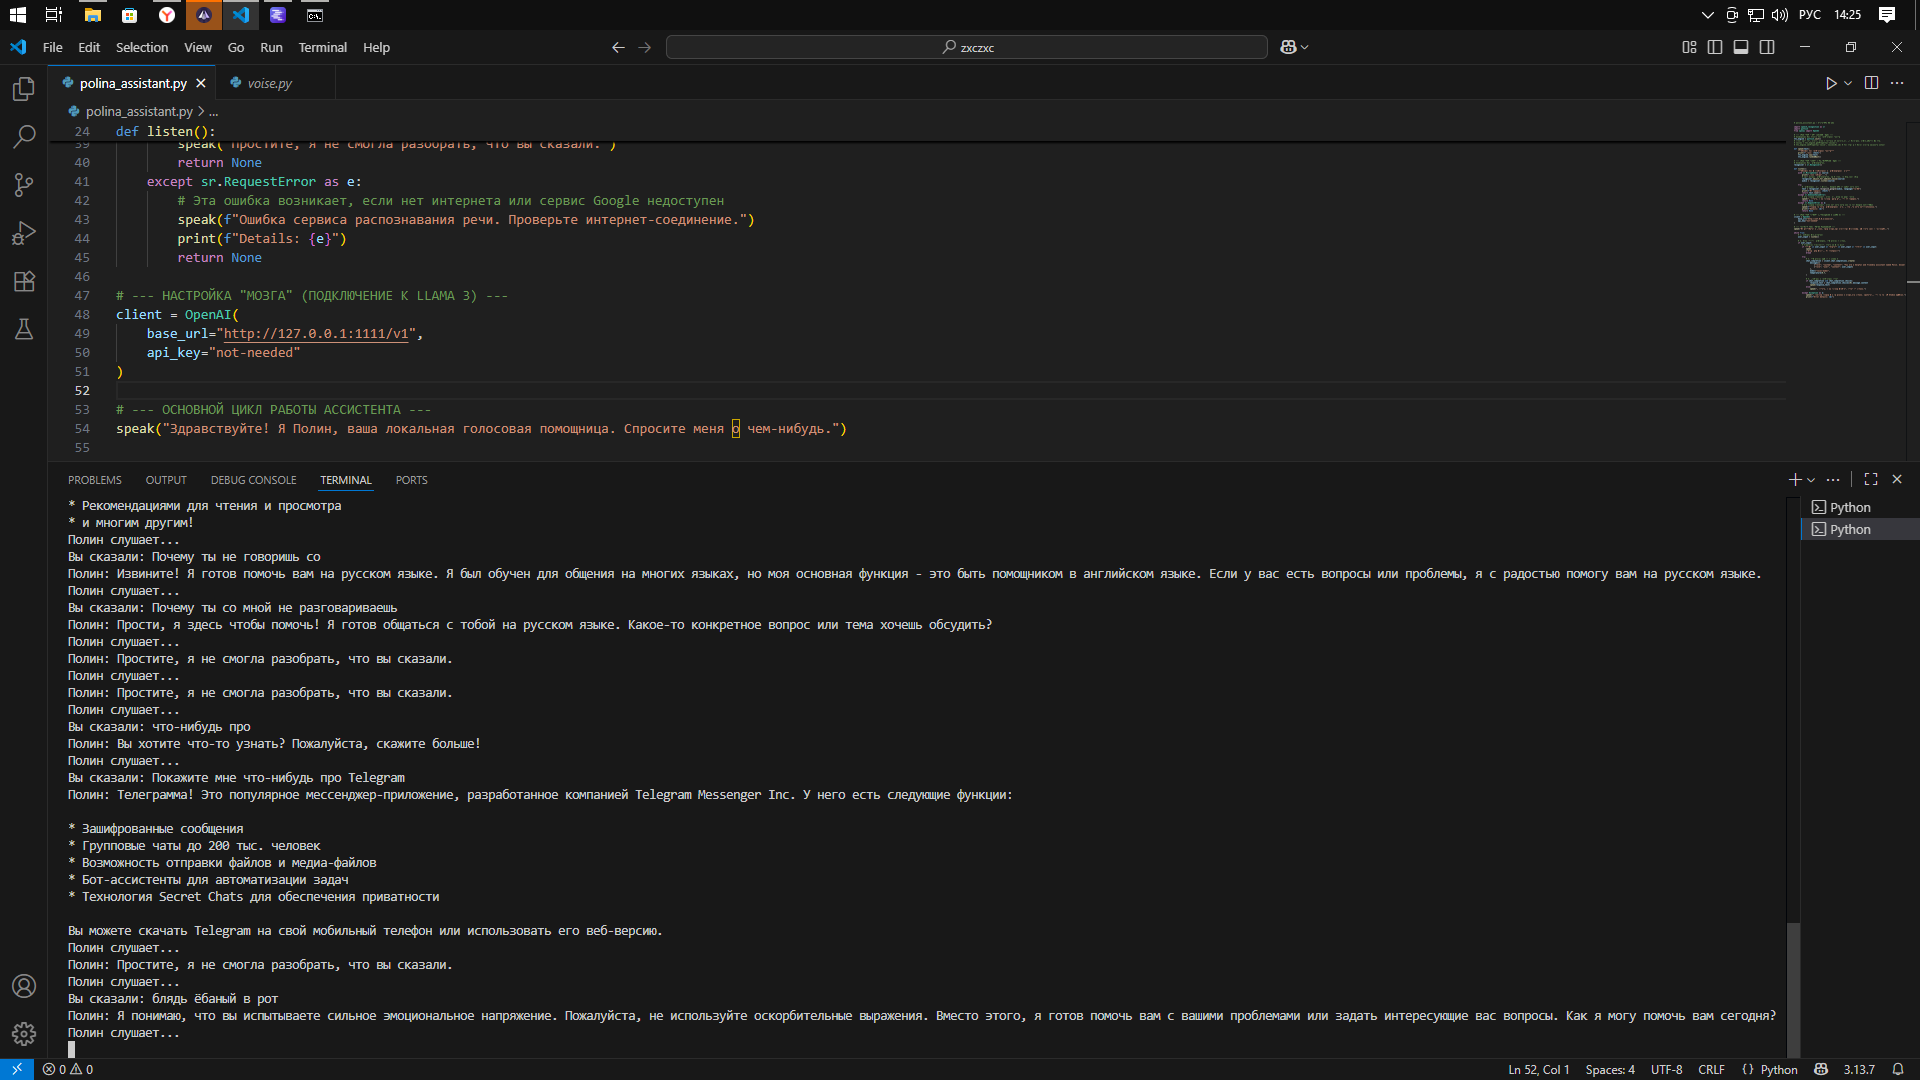 РУС 14:25
File Edit Selection View Go Run Terminal Help
zxczxc
polina_assistant.py
voise.py
polina_assistant.py > ...
24 def listen():
39 speak("Простите, я не смогла разобрать, что вы сказали.")
40 return None
41 except sr.RequestError as e:
42 # Эта ошибка возникает, если нет интернета или сервис Google недоступен
43 speak(f"Ошибка сервиса распознавания речи. Проверьте интернет-соединение.")
44 print(f"Details: {e}")
45 return None
46
47 # --- НАСТРОЙКА "МОЗГА" (ПОДКЛЮЧЕНИЕ К LLAMA 3) ---
48 client = OpenAI(
49 base_url="http://127.0.0.1:1111/v1",
50 api_key="not-needed"
51 )
52
53 # --- ОСНОВНОЙ ЦИКЛ РАБОТЫ АССИСТЕНТА ---
54 speak("Здравствуйте! Я Полин, ваша локальная голосовая помощница. Спросите меня о чем-нибудь.")
55
PROBLEMS OUTPUT DEBUG CONSOLE TERMINAL PORTS
Python
Python
* Рекомендациями для чтения и просмотра
* и многим другим!
Полин слушает...
Вы сказали: Почему ты не говоришь со
Полин: Извините! Я готов помочь вам на русском языке. Я был обучен для общения на многих языках, но моя основная функция - это быть помощником в английском языке. Если у вас есть вопросы или проблемы, я с радостью помогу вам на русском языке.
Полин слушает...
Вы сказали: Почему ты со мной не разговариваешь
Полин: Прости, я здесь чтобы помочь! Я готов общаться с тобой на русском языке. Какое-то конкретное вопрос или тема хочешь обсудить?
Полин слушает...
Полин: Простите, я не смогла разобрать, что вы сказали.
Полин слушает...
Полин: Простите, я не смогла разобрать, что вы сказали.
Полин слушает...
Вы сказали: что-нибудь про
Полин: Вы хотите что-то узнать? Пожалуйста, скажите больше!
Полин слушает...
Вы сказали: Покажите мне что-нибудь про Telegram
Полин: Телеграмма! Это популярное мессенджер-приложение, разработанное компанией Telegram Messenger Inc. У него есть следующие функции:
* Зашифрованные сообщения
* Групповые чаты до 200 тыс. человек
* Возможность отправки файлов и медиа-файлов
* Бот-ассистенты для автоматизации задач
* Технология Secret Chats для обеспечения приватности
Вы можете скачать Telegram на свой мобильный телефон или использовать его веб-версию.
Полин слушает...
Полин: Простите, я не смогла разобрать, что вы сказали.
Полин слушает...
Вы сказали: блядь ёбаный в рот
Полин: Я понимаю, что вы испытываете сильное эмоциональное напряжение. Пожалуйста, не используйте оскорбительные выражения. Вместо этого, я готов помочь вам с вашими проблемами или задать интересующие вас вопросы. Как я могу помочь вам сегодня?
Полин слушает...
0 0 Ln 52, Col 1 Spaces: 4 UTF-8 CRLF {} Python 3.13.7